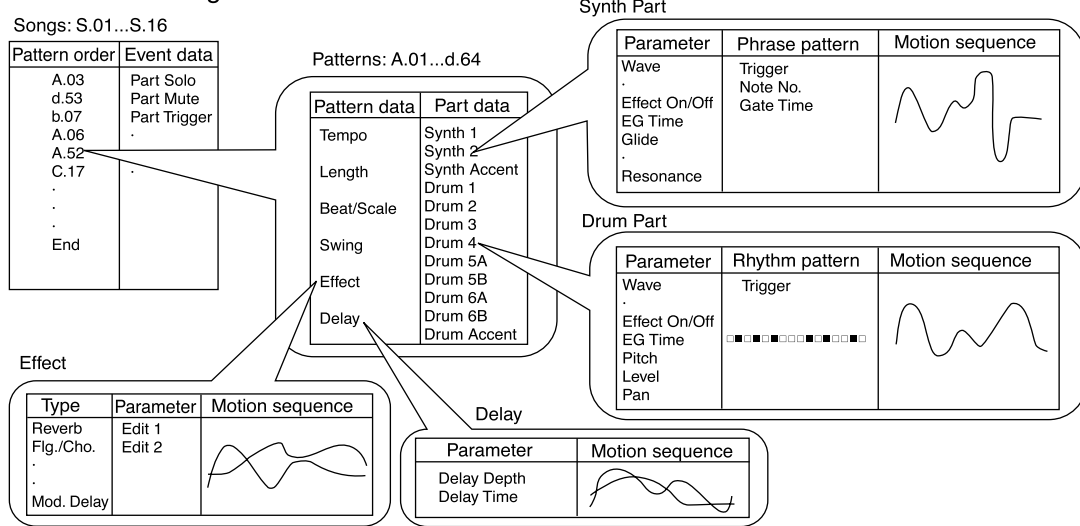 Songs: S.01...S.16
Pattern order Event data
A.03 Part Solo
d.53 Part Mute
b.07 Part Trigger
A.06 .
A.52
C.17 .
.
.
.
End
Patterns: A.01...d.64
Pattern data Part data
Tempo
Length
Beat/Scale
Swing
Effect
Delay
Synth 1
Synth 2
Synth Accent
Drum 1
Drum 2
Drum 3
Drum 4
Drum 5A
Drum 5B
Drum 6A
Drum 6B
Drum Accent
Synth Part
Parameter Phrase pattern Motion sequence
Wave
.
Effect On/Off
EG Time
Glide
.
Resonance
Trigger
Note No.
Gate Time
Drum Part
Parameter Rhythm pattern Motion sequence
Wave
.
Effect On/Off
EG Time
Pitch
Level
Pan
Trigger
Effect
Type Parameter Motion sequence
Reverb Edit 1
Flg./Cho. Edit 2
.
.
Mod. Delay
Delay
Parameter Motion sequence
Delay Depth
Delay Time